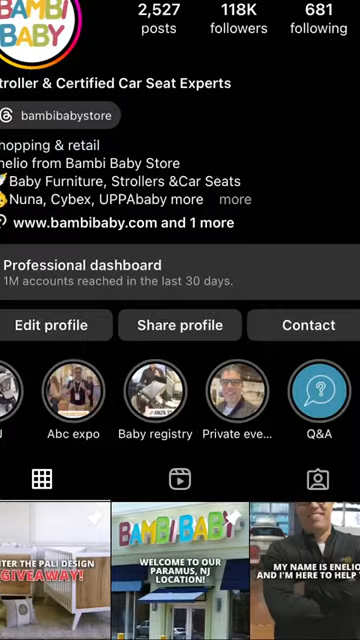 BAMBI
BABY
2,527 118K 681
posts followers following
troller & Certified Car Seat Experts
bambibabystore
hopping & retail
nelio from Bambi Baby Store
Baby Furniture, Strollers &Car Seats
Nuna, Cybex, UPPAbaby more more
www.bambibaby.com and 1 more
Professional dashboard
1M accounts reached in the last 30 days.
Edit profile Share profile Contact
Abc expo Baby registry Private eve... Q&A
NTER THE PALI DESIGN
GIVEAWAY!
BAMBI BABY
WELCOME TO OUR
PARAMUS, NJ
LOCATION!
MY NAME IS ENELIO
AND I'M HERE TO HELP